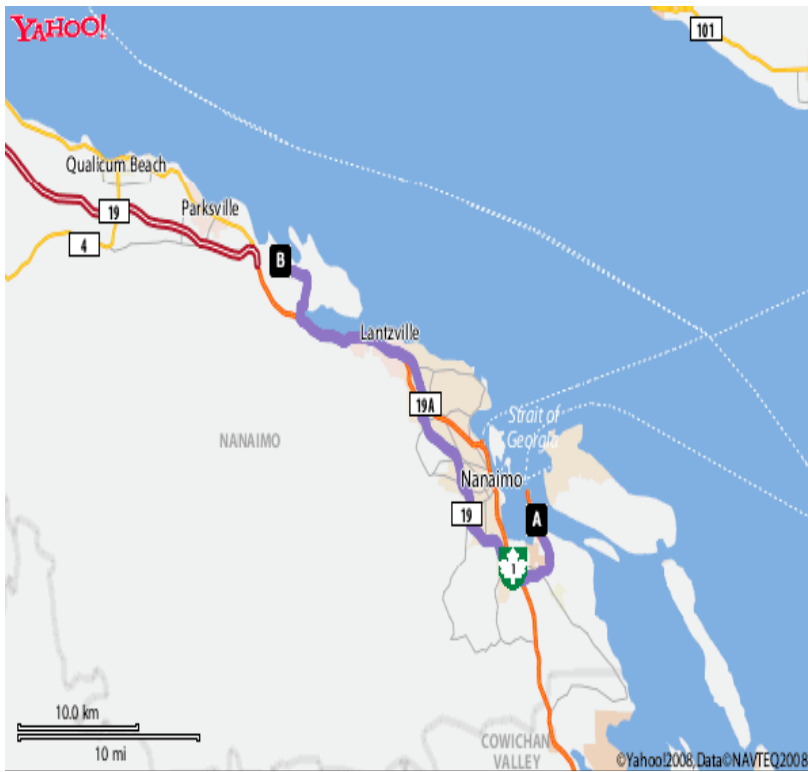 YAHOO!
101
Qualicum Beach
19
Parksville
4
B
Lantzville
19A
Strait of
Georgia
NANAIMO
Nanaimo
19
A
1
10.0 km
10 mi
COWICHAN
VALLEY
©Yahoo!2008, Data©NAVTEQ2008